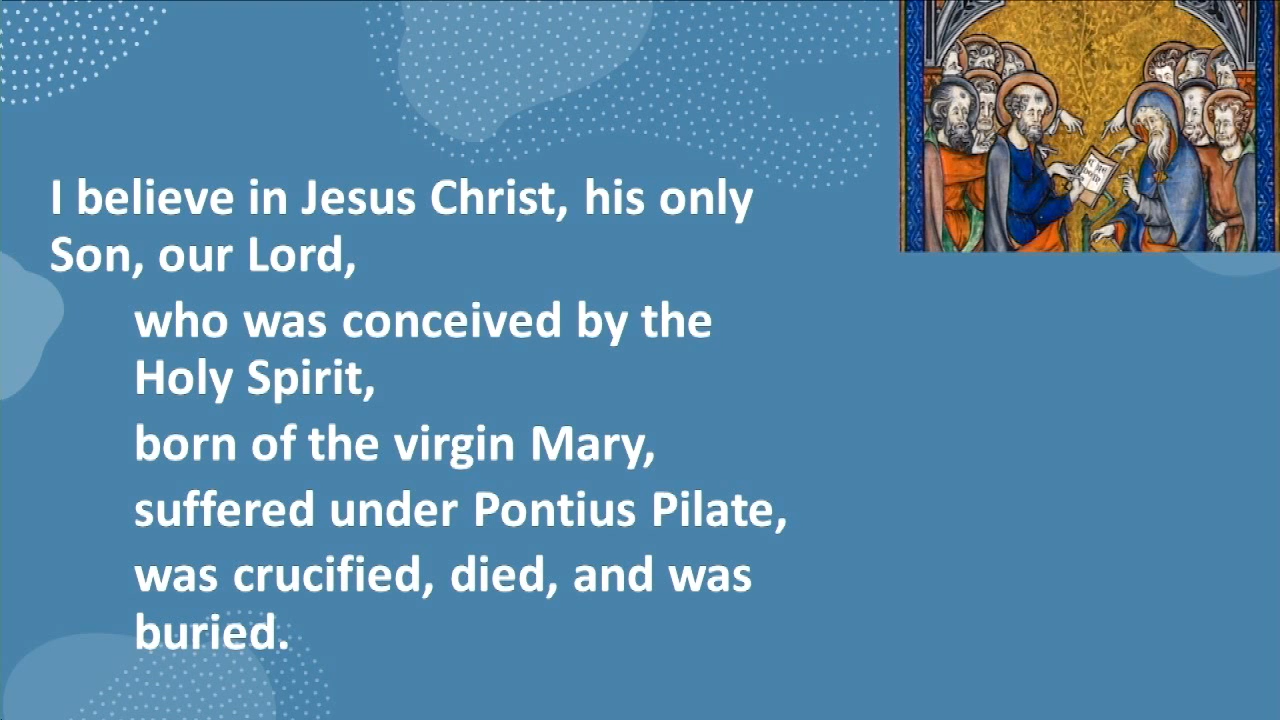 I believe in Jesus Christ, his only
Son, our Lord,
who was conceived by the
Holy Spirit,
born of the virgin Mary,
suffered under Pontius Pilate,
was crucified, died, and was
buried.